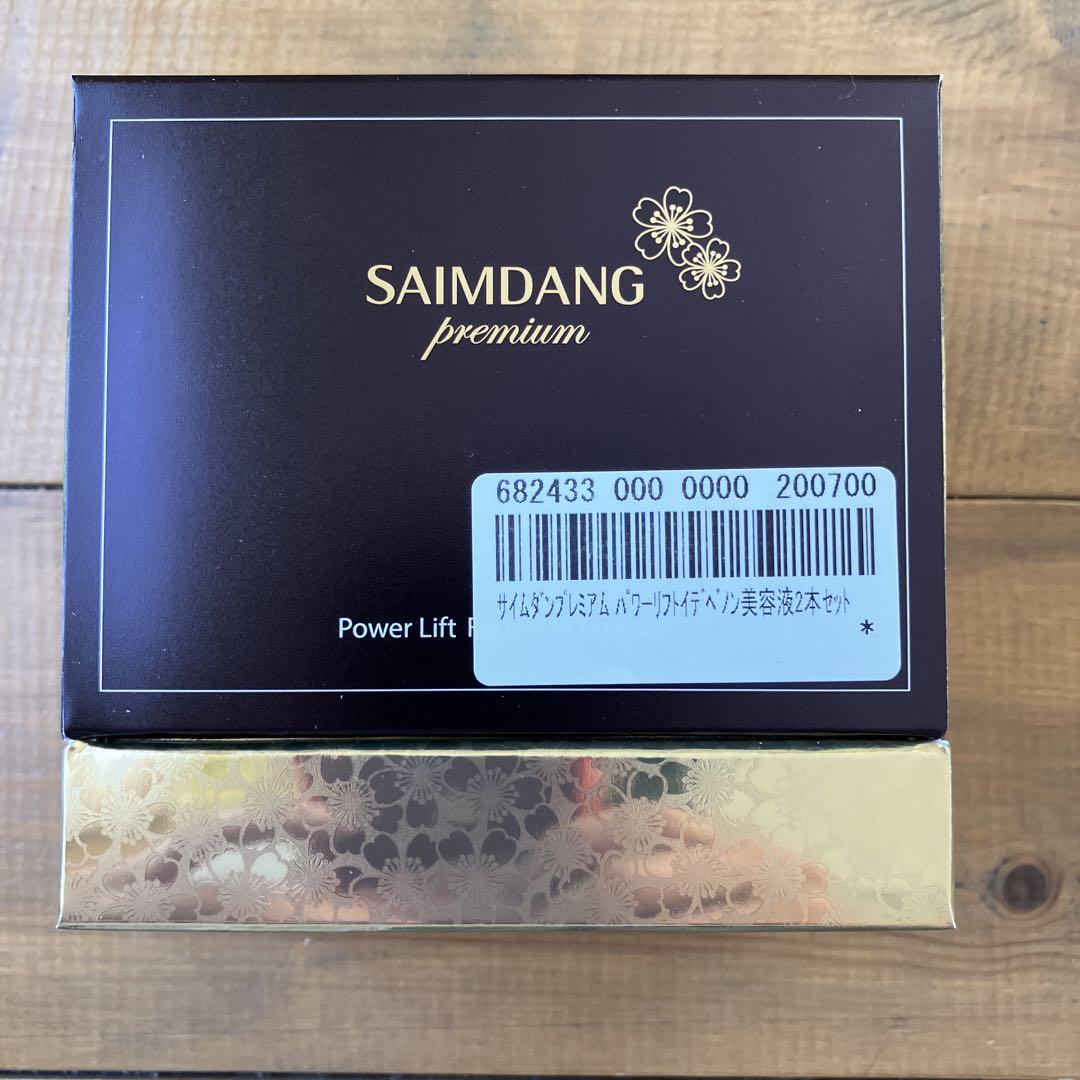 SAIMDANG
premium
682433 000 0000 200700
ｻｲﾑﾀﾞﾝﾌﾟﾚﾐｱﾑ ﾊﾟﾜｰﾘﾌﾄｲﾃﾞﾍﾞﾉﾝ美容液2本ｾｯﾄ
*
Power Lift